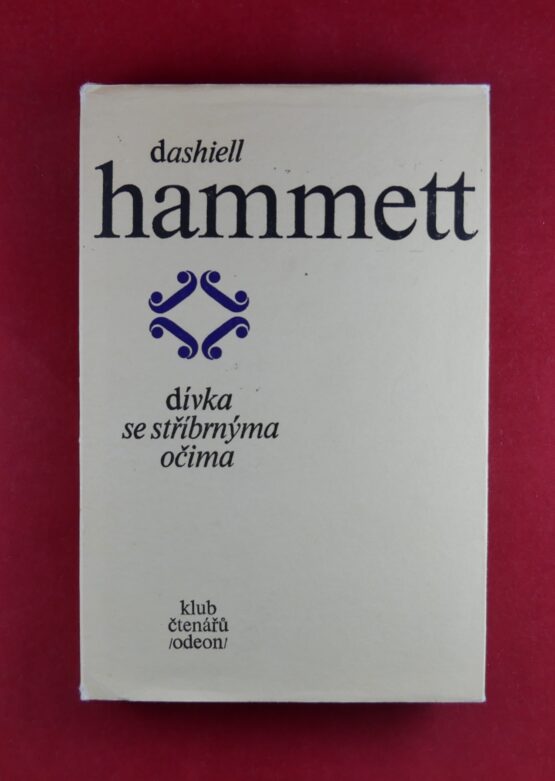 dashiell
hammett
dívka
se stříbrnýma
očima
klub
čtenářů
/odeon/